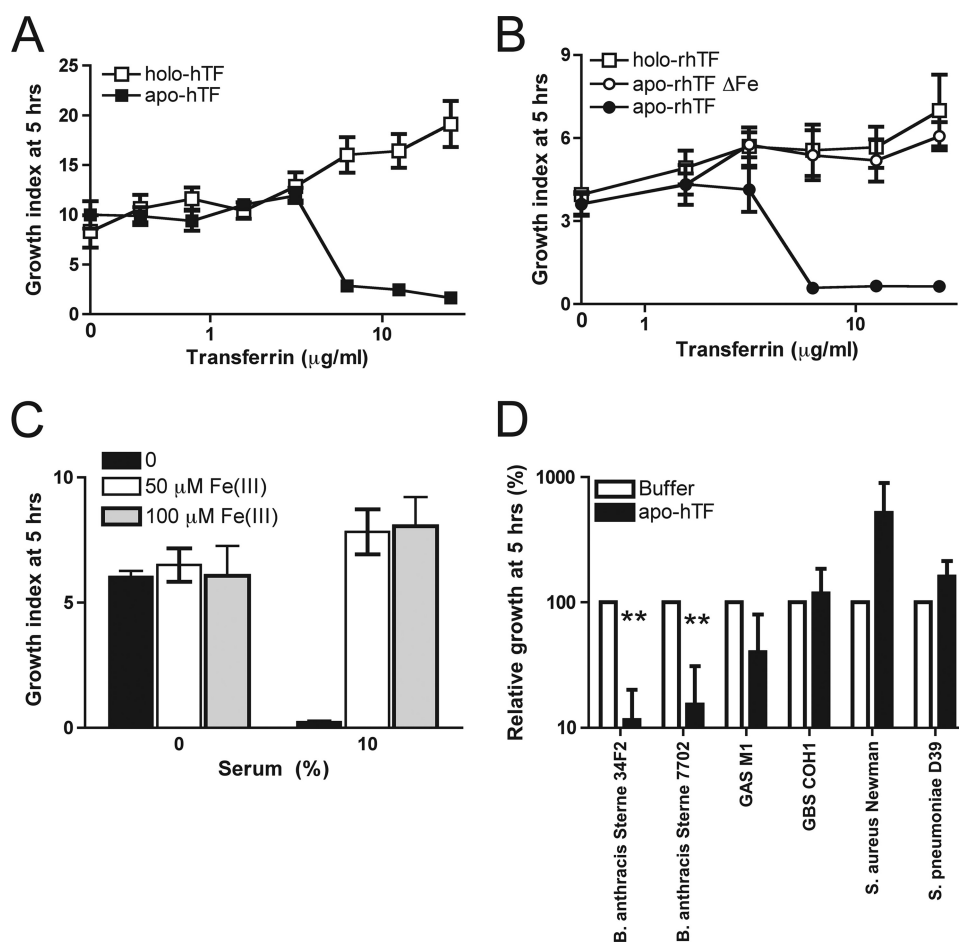 A
25
20
15
10
5
0
Growth index at 5 hrs
holo-hTF
apo-hTF
0
1
10
Transferrin (μg/ml)
B
9
6
3
0
Growth index at 5 hrs
holo-rhTF
apo-rhTF ΔFe
apo-rhTF
0
1
10
Transferrin (μg/ml)
C
0
50 μM Fe(III)
100 μM Fe(III)
10
5
0
Growth index at 5 hrs
0
10
Serum (%)
D
1000
100
10
Relative growth at 5 hrs (%)
Buffer
apo-hTF
**
**
B. anthracis Sterne 34F2
B. anthracis Sterne 7702
GAS M1
GBS COH1
S. aureus Newman
S. pneumoniae D39